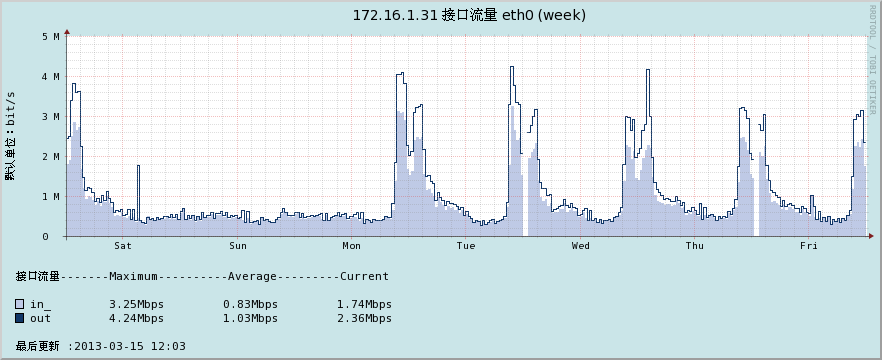 172.16.1.31 接口流量 eth0 (week)
RRDTOOL / TOBI OETIKER
默认单位：bit/s
5 M
4 M
3 M
2 M
1 M
0
Sat Sun Mon Tue Wed Thu Fri
接口流量-------Maximum----------Average---------Current
in_ 3.25Mbps 0.83Mbps 1.74Mbps
out 4.24Mbps 1.03Mbps 2.36Mbps
最后更新 :2013-03-15 12:03